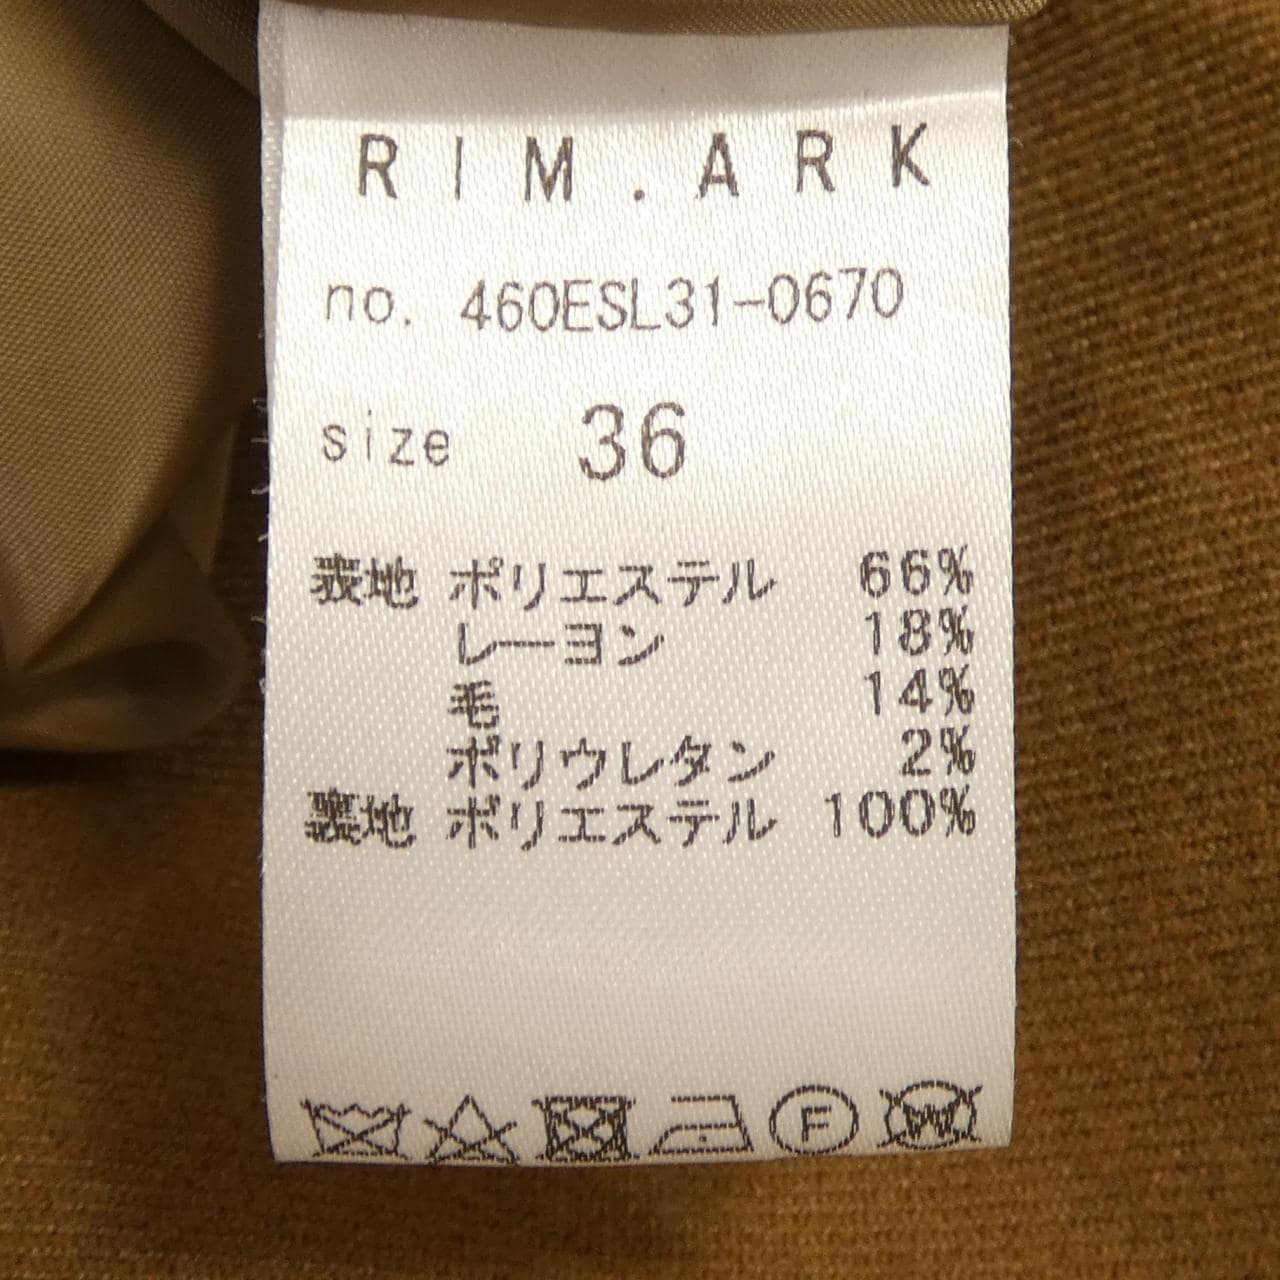 RIM.ARK
no. 460ESL31-0670
size 36
表地 ポリエステル 66%
レーヨン 18%
毛 14%
ポリウレタン 2%
裏地 ポリエステル 100%
F W